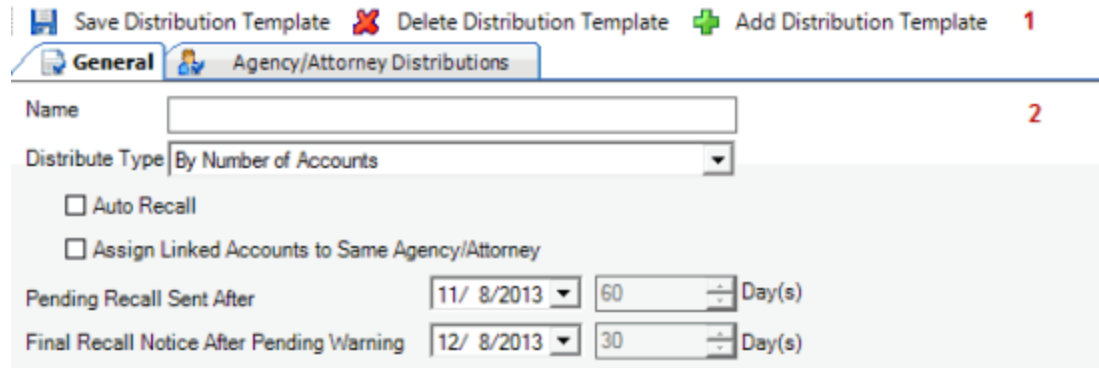 Save Distribution Template Delete Distribution Template Add Distribution Template 1
General Agency/Attorney Distributions
Name 2
Distribute Type By Number of Accounts
Auto Recall
Assign Linked Accounts to Same Agency/Attorney
Pending Recall Sent After 11/ 8/2013 60 Day(s)
Final Recall Notice After Pending Warning 12/ 8/2013 30 Day(s)